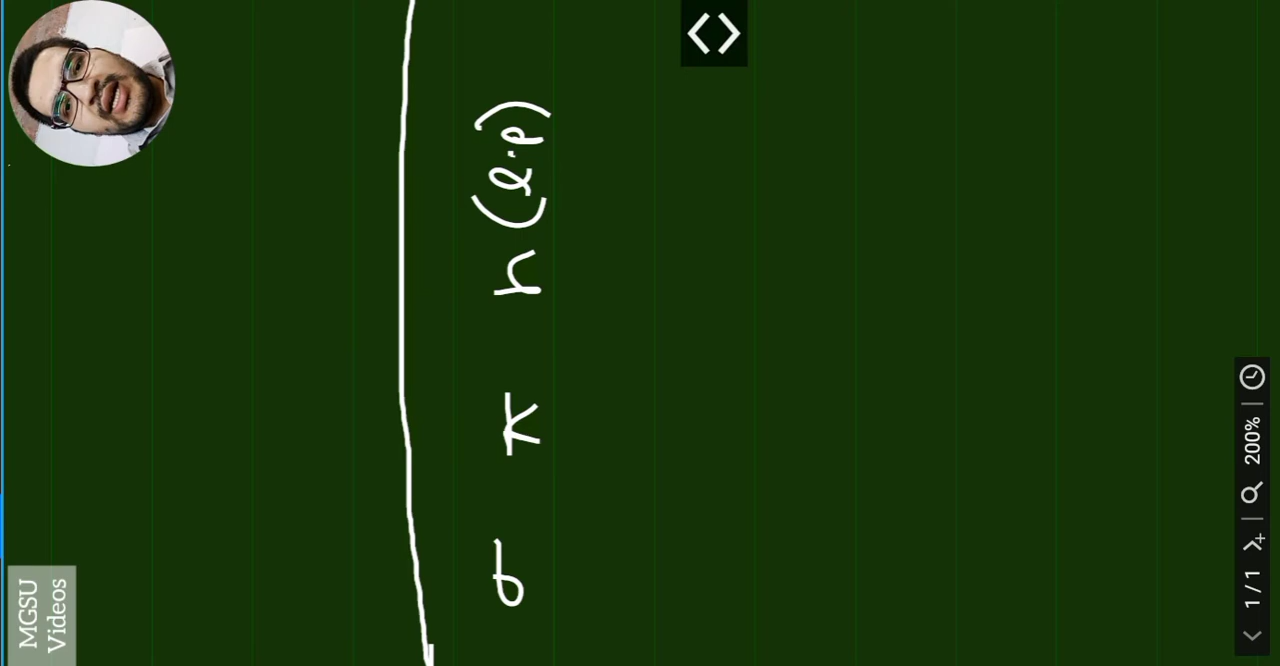 MGSU
Videos
σ π n (l.p)
1 / 1
200%